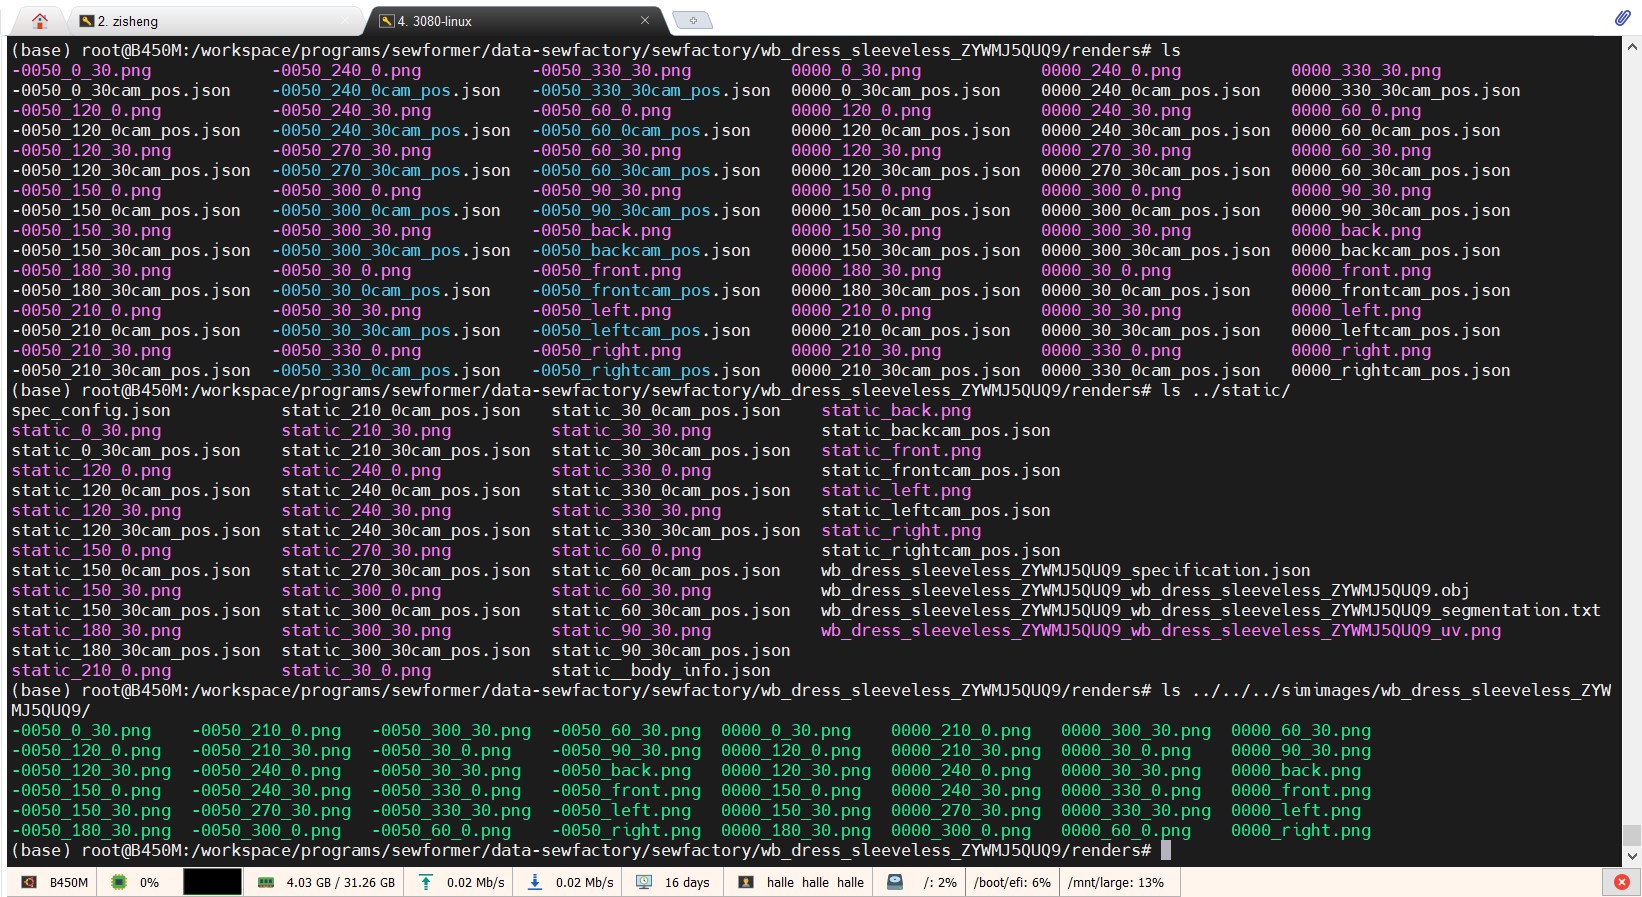 2. zisheng
4. 3080-linux
(base) root@B450M:/workspace/programs/sewformer/data-sewfactory/sewfactory/wb_dress_sleeveless_ZYWMJ5QUQ9/renders# ls
-0050_0_30.png -0050_240_0.png -0050_330_30.png 0000_0_30.png 0000_240_0.png 0000_330_30.png
-0050_0_30cam_pos.json -0050_240_0cam_pos.json -0050_330_30cam_pos.json 0000_0_30cam_pos.json 0000_240_0cam_pos.json 0000_330_30cam_pos.json
-0050_120_0.png -0050_240_30.png -0050_60_0.png 0000_120_0.png 0000_240_30.png 0000_60_0.png
-0050_120_0cam_pos.json -0050_240_30cam_pos.json -0050_60_0cam_pos.json 0000_120_0cam_pos.json 0000_240_30cam_pos.json 0000_60_0cam_pos.json
-0050_120_30.png -0050_270_30.png -0050_60_30.png 0000_120_30.png 0000_270_30.png 0000_60_30.png
-0050_120_30cam_pos.json -0050_270_30cam_pos.json -0050_60_30cam_pos.json 0000_120_30cam_pos.json 0000_270_30cam_pos.json 0000_60_30cam_pos.json
-0050_150_0.png -0050_300_0.png -0050_90_30.png 0000_150_0.png 0000_300_0.png 0000_90_30.png
-0050_150_0cam_pos.json -0050_300_0cam_pos.json -0050_90_30cam_pos.json 0000_150_0cam_pos.json 0000_300_0cam_pos.json 0000_90_30cam_pos.json
-0050_150_30.png -0050_300_30.png -0050_back.png 0000_150_30.png 0000_300_30.png 0000_back.png
-0050_150_30cam_pos.json -0050_300_30cam_pos.json -0050_backcam_pos.json 0000_150_30cam_pos.json 0000_300_30cam_pos.json 0000_backcam_pos.json
-0050_180_30.png -0050_30_0.png -0050_front.png 0000_180_30.png 0000_30_0.png 0000_front.png
-0050_180_30cam_pos.json -0050_30_0cam_pos.json -0050_frontcam_pos.json 0000_180_30cam_pos.json 0000_30_0cam_pos.json 0000_frontcam_pos.json
-0050_210_0.png -0050_30_30.png -0050_left.png 0000_210_0.png 0000_30_30.png 0000_left.png
-0050_210_0cam_pos.json -0050_30_30cam_pos.json -0050_leftcam_pos.json 0000_210_0cam_pos.json 0000_30_30cam_pos.json 0000_leftcam_pos.json
-0050_210_30.png -0050_330_0.png -0050_right.png 0000_210_30.png 0000_330_0.png 0000_right.png
-0050_210_30cam_pos.json -0050_330_0cam_pos.json -0050_rightcam_pos.json 0000_210_30cam_pos.json 0000_330_0cam_pos.json 0000_rightcam_pos.json
(base) root@B450M:/workspace/programs/sewformer/data-sewfactory/sewfactory/wb_dress_sleeveless_ZYWMJ5QUQ9/renders# ls ../static/
spec_config.json static_210_0cam_pos.json static_30_0cam_pos.json static_back.png
static_0_30.png static_210_30.png static_30_30.png static_backcam_pos.json
static_0_30cam_pos.json static_210_30cam_pos.json static_30_30cam_pos.json static_front.png
static_120_0.png static_240_0.png static_330_0.png static_frontcam_pos.json
static_120_0cam_pos.json static_240_0cam_pos.json static_330_0cam_pos.json static_left.png
static_120_30.png static_240_30.png static_330_30.png static_leftcam_pos.json
static_120_30cam_pos.json static_240_30cam_pos.json static_330_30cam_pos.json static_right.png
static_150_0.png static_270_30.png static_60_0.png static_rightcam_pos.json
static_150_0cam_pos.json static_270_30cam_pos.json static_60_0cam_pos.json wb_dress_sleeveless_ZYWMJ5QUQ9_specification.json
static_150_30.png static_300_0.png static_60_30.png wb_dress_sleeveless_ZYWMJ5QUQ9_wb_dress_sleeveless_ZYWMJ5QUQ9.obj
static_150_30cam_pos.json static_300_0cam_pos.json static_60_30cam_pos.json wb_dress_sleeveless_ZYWMJ5QUQ9_wb_dress_sleeveless_ZYWMJ5QUQ9_segmentation.txt
static_180_30.png static_300_30.png static_90_30.png wb_dress_sleeveless_ZYWMJ5QUQ9_wb_dress_sleeveless_ZYWMJ5QUQ9_uv.png
static_180_30cam_pos.json static_300_30cam_pos.json static_90_30cam_pos.json
static_210_0.png static_30_0.png static__body_info.json
(base) root@B450M:/workspace/programs/sewformer/data-sewfactory/sewfactory/wb_dress_sleeveless_ZYWMJ5QUQ9/renders# ls ../../../simimages/wb_dress_sleeveless_ZYW
MJ5QUQ9/
-0050_0_30.png -0050_210_0.png -0050_300_30.png -0050_60_30.png 0000_0_30.png 0000_210_0.png 0000_300_30.png 0000_60_30.png
-0050_120_0.png -0050_210_30.png -0050_30_0.png -0050_90_30.png 0000_120_0.png 0000_210_30.png 0000_30_0.png 0000_90_30.png
-0050_120_30.png -0050_240_0.png -0050_30_30.png -0050_back.png 0000_120_30.png 0000_240_0.png 0000_30_30.png 0000_back.png
-0050_150_0.png -0050_240_30.png -0050_330_0.png -0050_front.png 0000_150_0.png 0000_240_30.png 0000_330_0.png 0000_front.png
-0050_150_30.png -0050_270_30.png -0050_330_30.png -0050_left.png 0000_150_30.png 0000_270_30.png 0000_330_30.png 0000_left.png
-0050_180_30.png -0050_300_0.png -0050_60_0.png -0050_right.png 0000_180_30.png 0000_300_0.png 0000_60_0.png 0000_right.png
(base) root@B450M:/workspace/programs/sewformer/data-sewfactory/sewfactory/wb_dress_sleeveless_ZYWMJ5QUQ9/renders#
B450M 0% 4.03 GB / 31.26 GB 0.02 Mb/s 0.02 Mb/s 16 days halle halle halle /: 2% /boot/efi: 6% /mnt/large: 13%